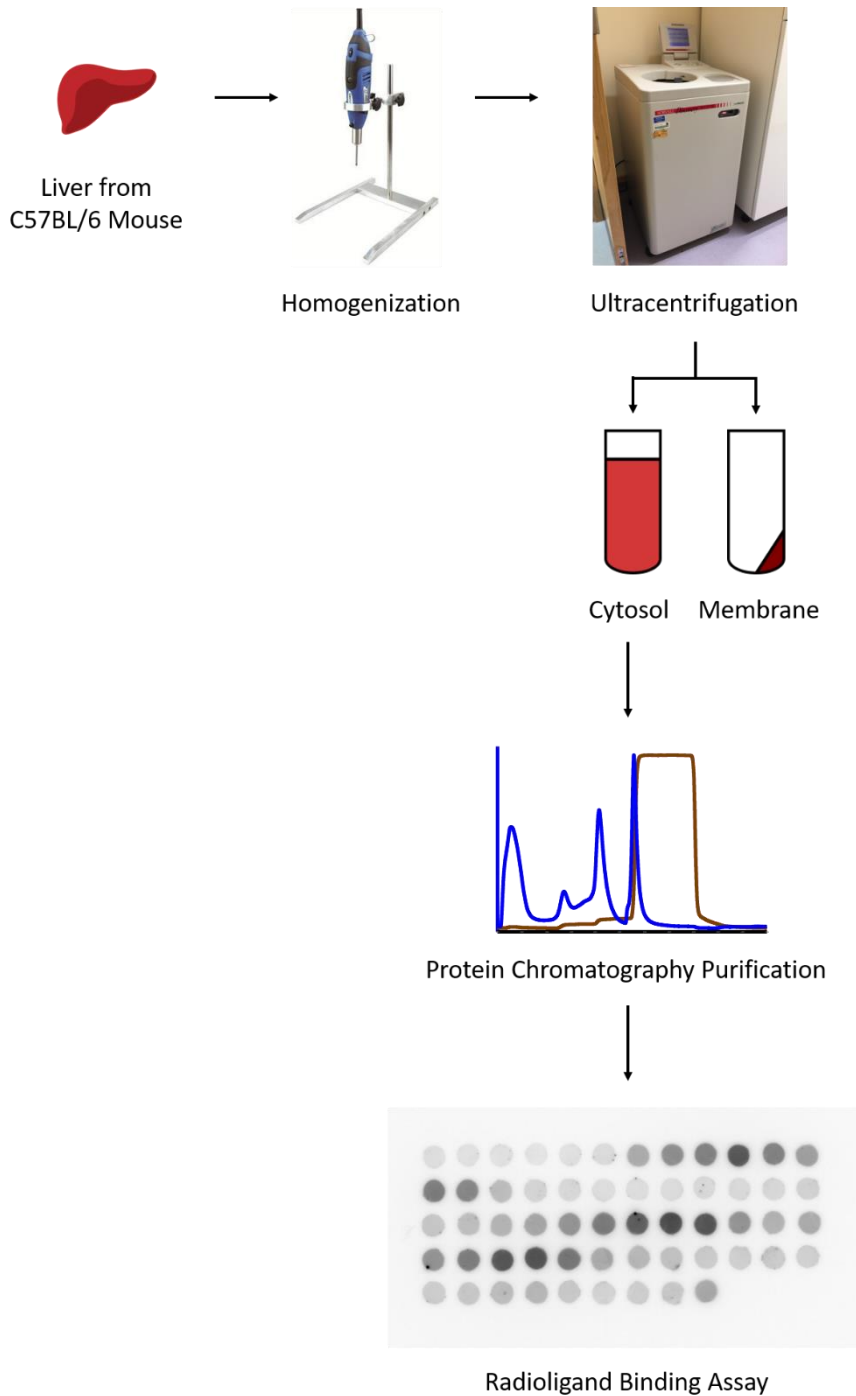 Liver from
C57BL/6 Mouse
Homogenization
Ultracentrifugation
Cytosol
Membrane
Protein Chromatography Purification
Radioligand Binding Assay